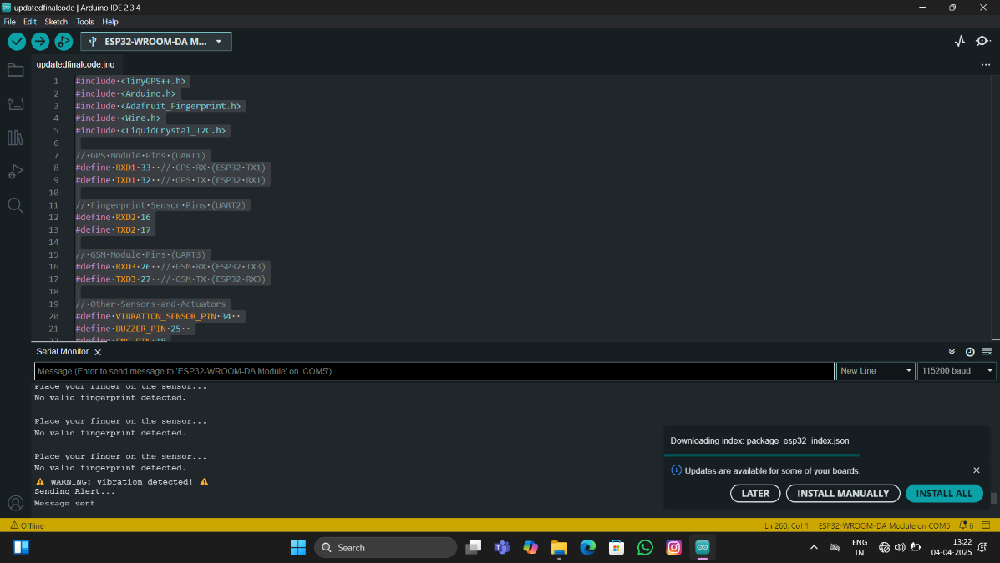 updatedfinalcode | Arduino IDE 2.3.4
File Edit Sketch Tools Help
ESP32-WROOM-DA M...
updatedfinalcode.ino
1 #include <TinyGPS++.h>
2 #include <Arduino.h>
3 #include <Adafruit_Fingerprint.h>
4 #include <Wire.h>
5 #include <LiquidCrystal_I2C.h>
6
7 // GPS Module Pins (UART1)
8 #define RXD1 33 // GPS RX (ESP32 TX1)
9 #define TXD1 32 // GPS TX (ESP32 RX1)
10
11 // Fingerprint Sensor Pins (UART2)
12 #define RXD2 16
13 #define TXD2 17
14
15 // GSM Module Pins (UART3)
16 #define RXD3 26 // GSM RX (ESP32 TX3)
17 #define TXD3 27 // GSM TX (ESP32 RX3)
18
19 // Other Sensors and Actuators
20 #define VIBRATION_SENSOR_PIN 34
21 #define BUZZER_PIN 25
22 #define ENG_PIN 18
Serial Monitor
Message (Enter to send message to 'ESP32-WROOM-DA Module' on 'COM5')
New Line
115200 baud
Place your finger on the sensor...
No valid fingerprint detected.
Place your finger on the sensor...
No valid fingerprint detected.
Place your finger on the sensor...
No valid fingerprint detected.
⚠ WARNING: Vibration detected! ⚠
Sending Alert...
Message sent
Downloading index: package_esp32_index.json
Updates are available for some of your boards.
LATER INSTALL MANUALLY INSTALL ALL
Offline
Ln 260, Col 1 ESP32-WROOM-DA Module on COM5 6
Search
ENG
IN
13:22
04-04-2025